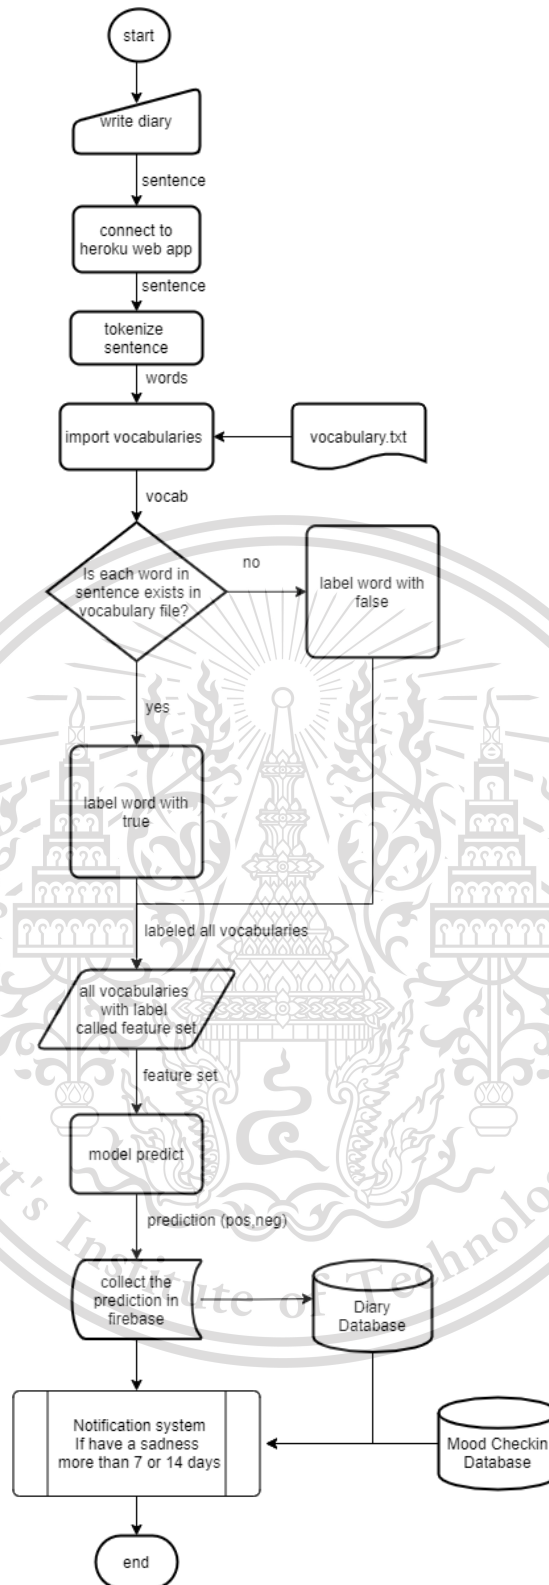 start
write diary
sentence
connect to
heroku web app
sentence
tokenize
sentence
words
import vocabularies
vocabulary.txt
vocab
Is each word in
sentence exists in
vocabulary file?
no
label word with
false
yes
label word with
true
labeled all vocabularies
all vocabularies
with label
called feature set
feature set
model predict
prediction (pos,neg)
collect the
prediction in
firebase
Diary
Database
Notification system
If have a sadness
more than 7 or 14 days
Mood Checkin
Database
end
't's Institute of Technolo